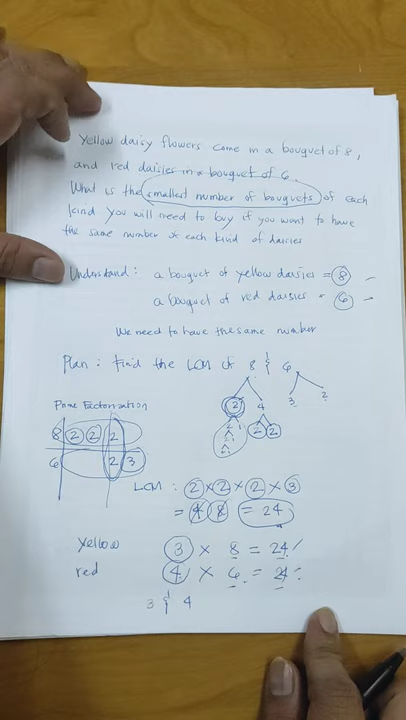 Yellow daisy flowers come in a bouquet of 8,
and red daisies in a bouquet of 6.
What is the smallest number of bouquets of each
kind you will need to buy if you want to have
the same number of each kind of daisies
Understand: a bouquet of yellow daisies = 8
a bouquet of red daisies = 6
We need to have the same number
Plan: Find the LCM of 8 & 6
2 4 3 2
2 2
Prime Factorization
8 2 2 2
6 2 3
LCM: 2 × 2 × 2 × 3
= 4 8 = 24
Yellow 3 × 8 = 24
red 4 × 6 = 24
3 & 4